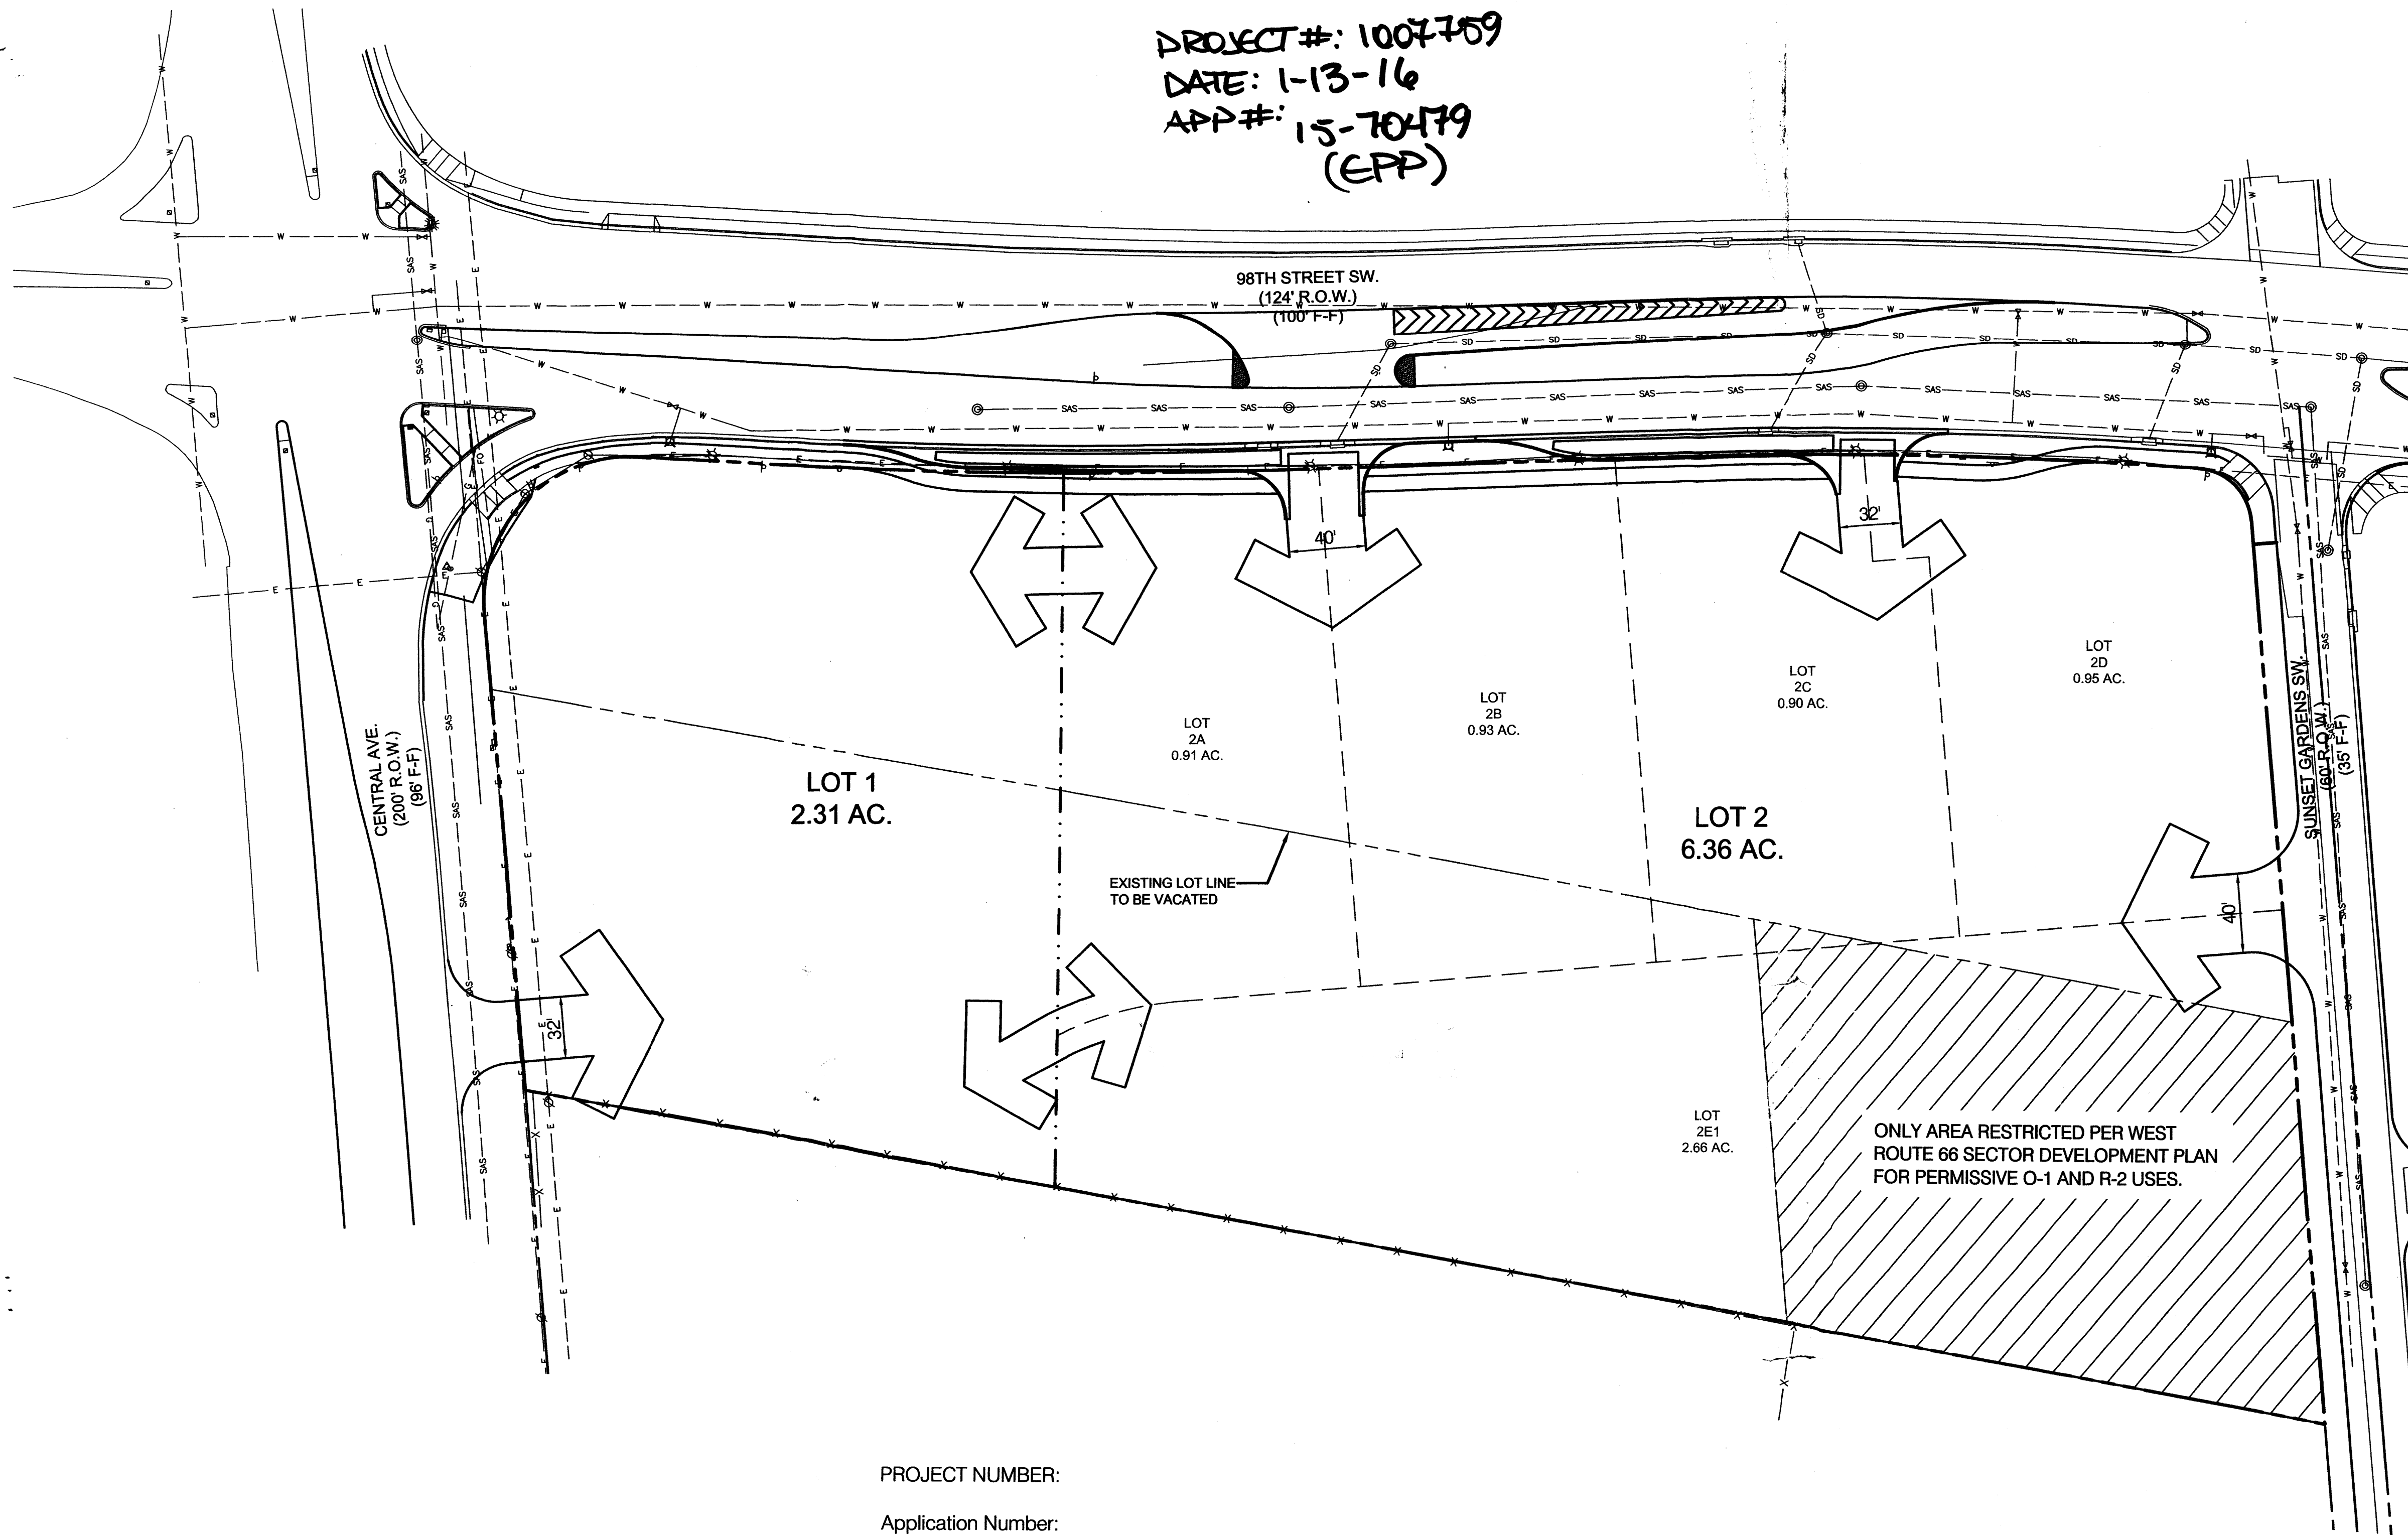 PROJECT #: 1007759
DATE: 1-13-16
APP #: 15-70479
(EPP)
98TH STREET SW.
(124' R.O.W.)
(100' F-F)
40'
32'
CENTRAL AVE.
(200' R.O.W.)
(96' F-F)
LOT 1
2.31 AC.
LOT
2A
0.91 AC.
LOT
2B
0.93 AC.
LOT
2C
0.90 AC.
LOT
2D
0.95 AC.
LOT 2
6.36 AC.
EXISTING LOT LINE
TO BE VACATED
SUNSET GARDENS SW.
(60' R.O.W.)
(35' F-F)
40'
32'
LOT
2E1
2.66 AC.
ONLY AREA RESTRICTED PER WEST
ROUTE 66 SECTOR DEVELOPMENT PLAN
FOR PERMISSIVE O-1 AND R-2 USES.
PROJECT NUMBER:
Application Number: